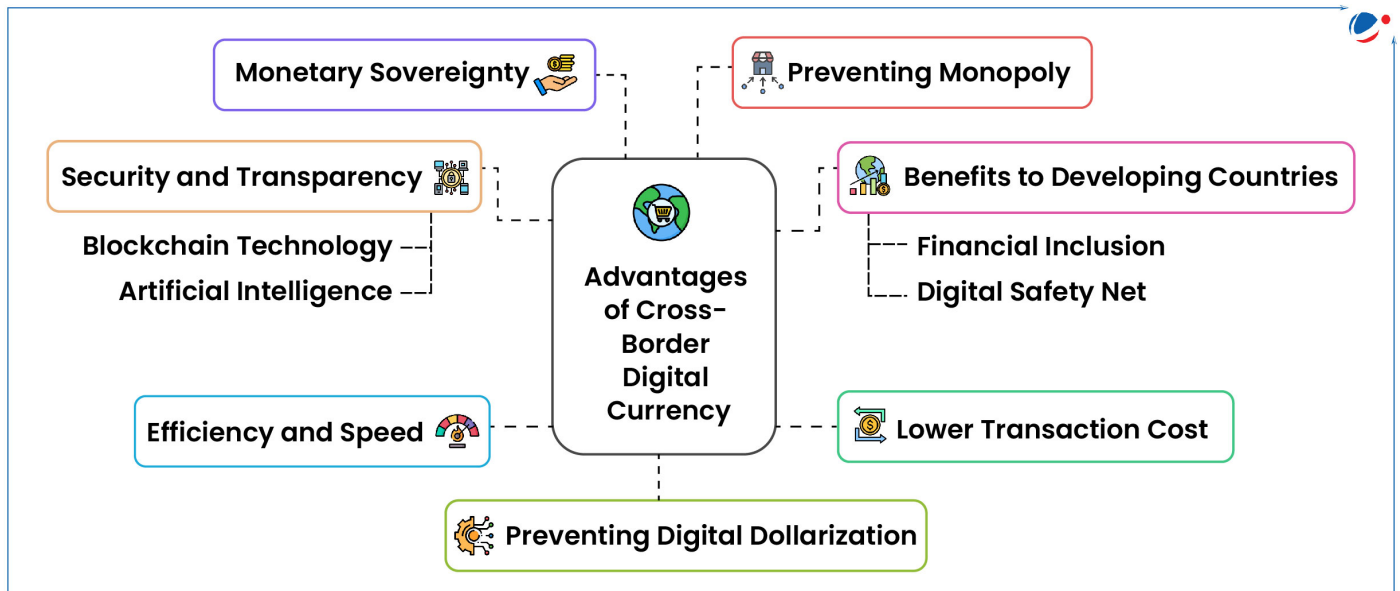 Monetary Sovereignty
Preventing Monopoly
Security and Transparency
Blockchain Technology
Artificial Intelligence
Benefits to Developing Countries
Financial Inclusion
Digital Safety Net
Advantages
of Cross-
Border
Digital
Currency
Efficiency and Speed
Lower Transaction Cost
Preventing Digital Dollarization